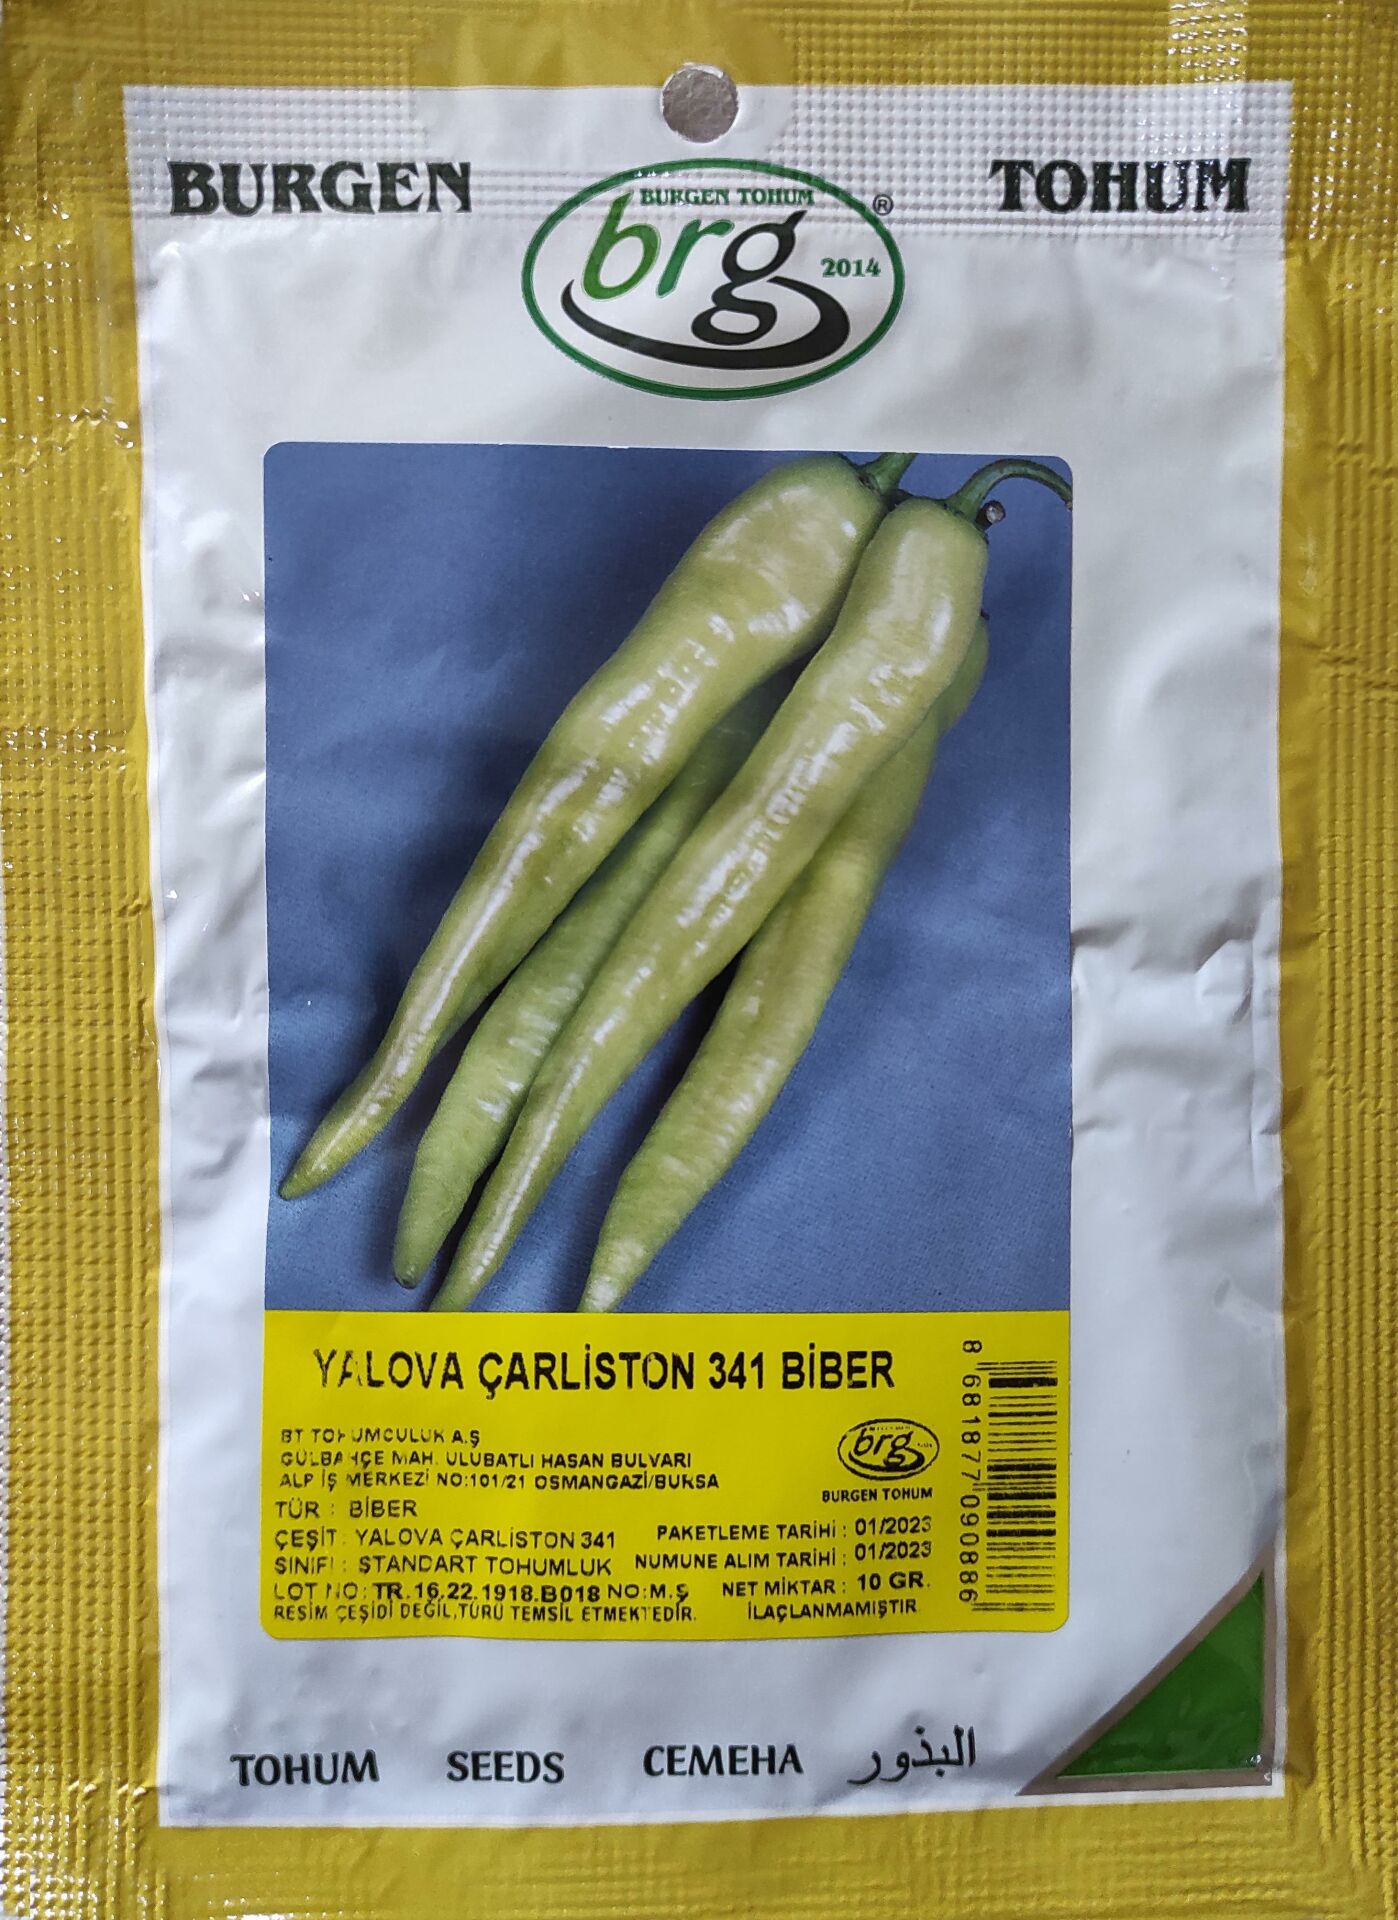 BURGEN
TOHUM
BURGEN TOHUM
brg
2014
®
YALOVA ÇARLİSTON 341 BİBER
BT TOHUMCULUK A.Ş
GÜLBAHÇE MAH. ULUBATLI HASAN BULVARI
ALP İŞ MERKEZİ NO:101/21 OSMANGAZİ/BURSA
TÜR : BİBER
ÇEŞİT: YALOVA ÇARLİSTON 341
SINIFI : STANDART TOHUMLUK
LOT NO: TR.16.22.1918.B018 NO:M.Ş
RESİM ÇEŞİDİ DEĞİL,TÜRÜ TEMSİL ETMEKTEDİR.
brg
BURGEN TOHUM
PAKETLEME TARİHİ : 01/2023
NUMUNE ALIM TARİHİ : 01/2023
NET MİKTAR : 10 GR.
İLAÇLANMAMIŞTIR
8 681877 090886
TOHUM SEEDS СЕМЕНА البذور